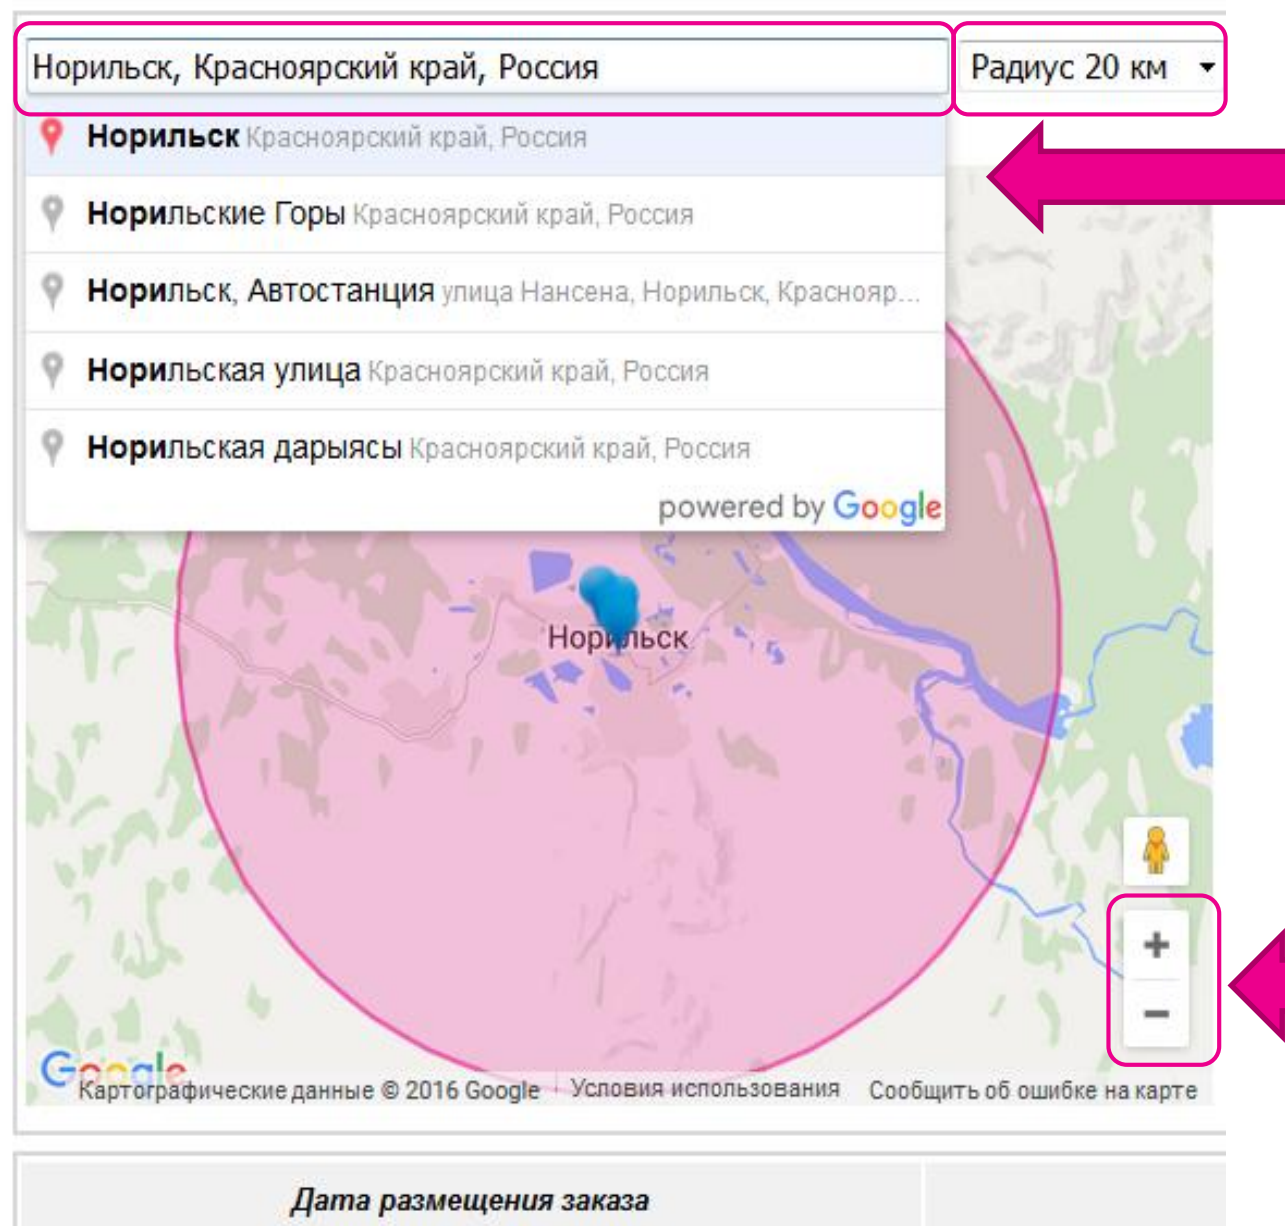 Норильск, Красноярский край, Россия
Радиус 20 км
Норильск Красноярский край, Россия
Норильские Горы Красноярский край, Россия
Норильск, Автостанция улица Нансена, Норильск, Краснояр...
Норильская улица Красноярский край, Россия
Норильская дарыясы Красноярский край, Россия
powered by Google
Норильск
+
−
Google
Картографические данные © 2016 Google
Условия использования
Сообщить об ошибке на карте
Дата размещения заказа